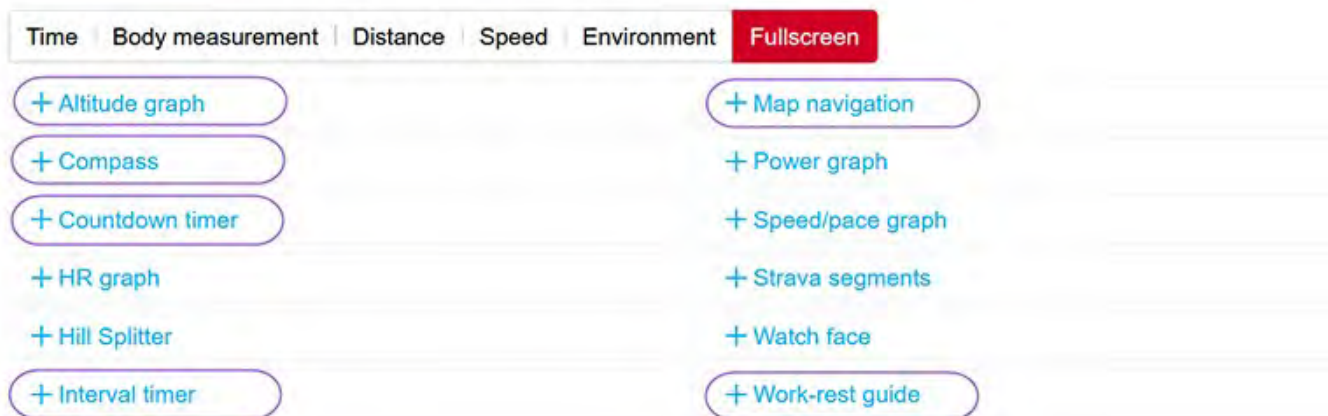 Time Body measurement Distance Speed Environment Fullscreen
+ Altitude graph
+ Compass
+ Countdown timer
+ HR graph
+ Hill Splitter
+ Interval timer
+ Map navigation
+ Power graph
+ Speed/pace graph
+ Strava segments
+ Watch face
+ Work-rest guide